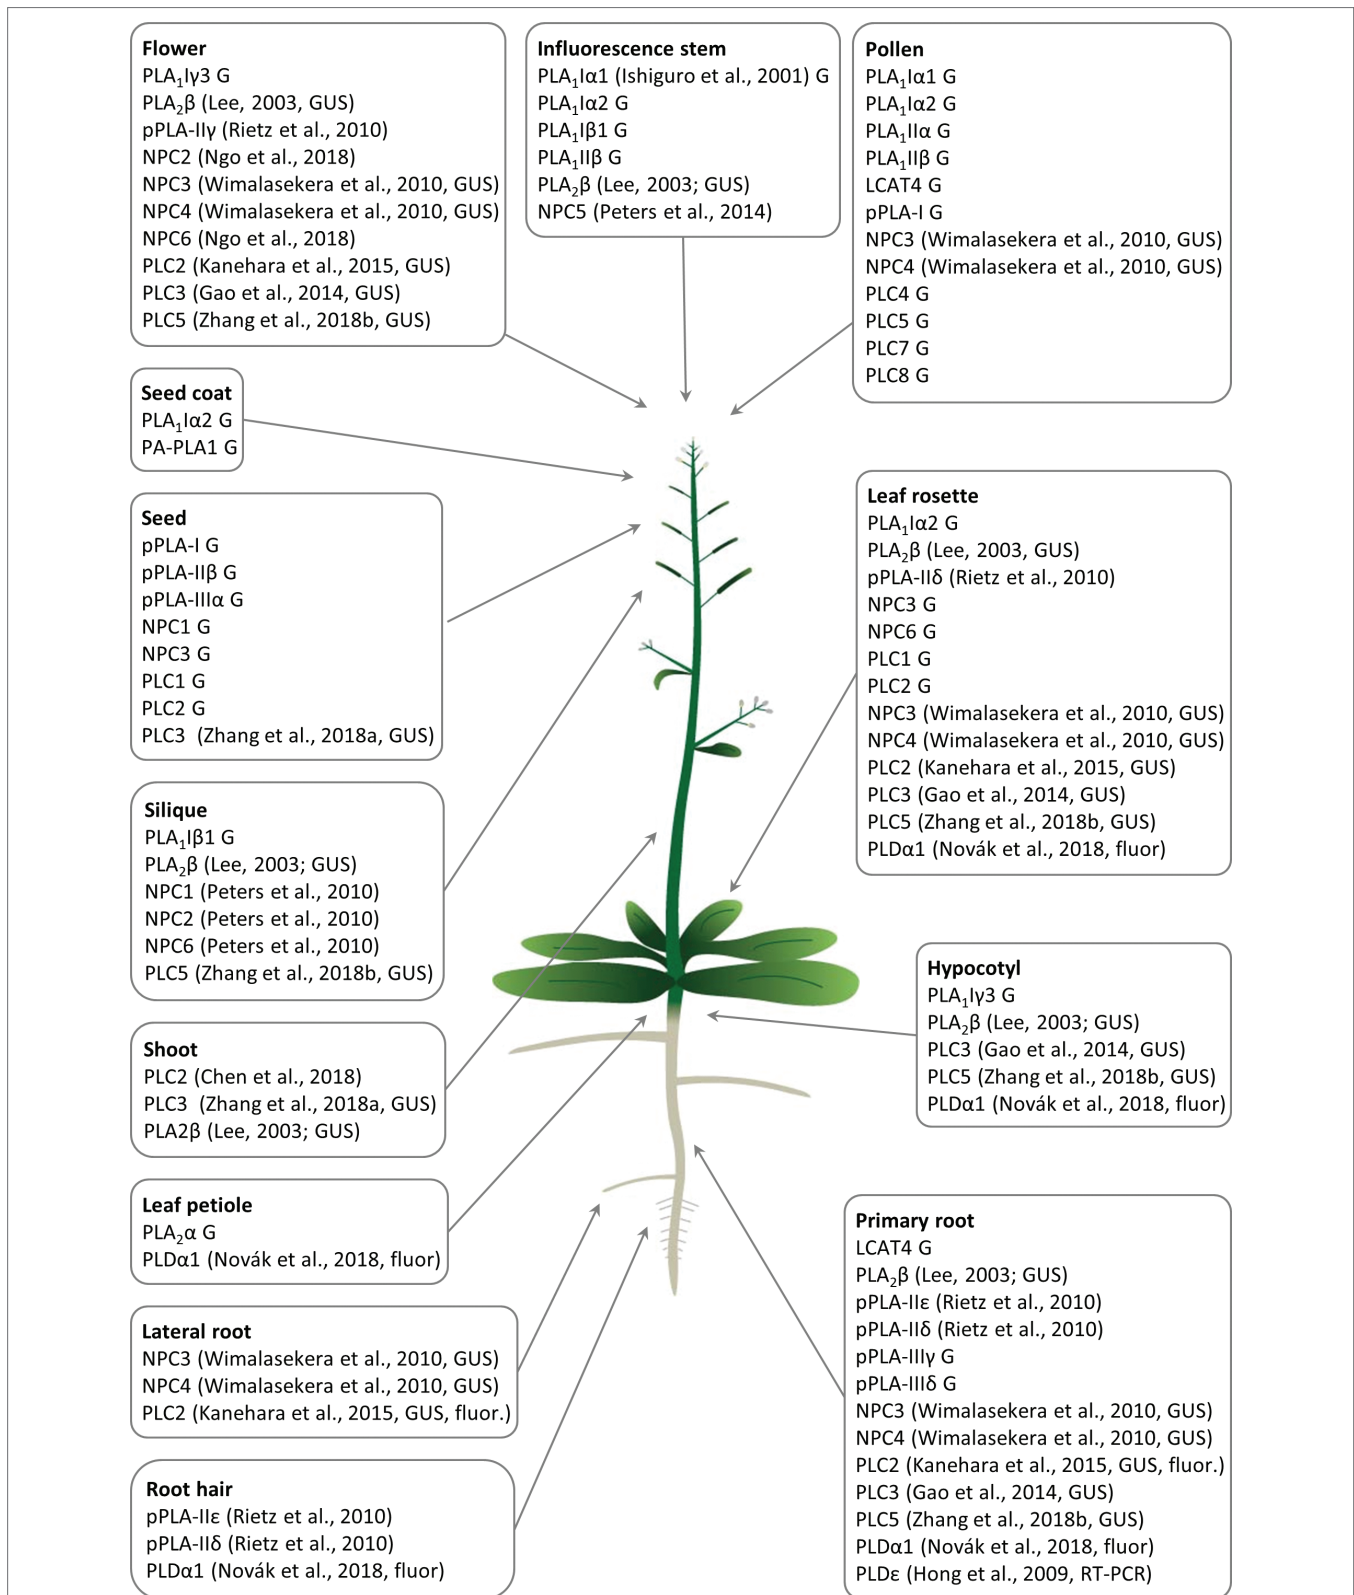 Flower
PLA₁Iγ3 G
PLA₂β (Lee, 2003, GUS)
pPLA-IIγ (Rietz et al., 2010)
NPC2 (Ngo et al., 2018)
NPC3 (Wimalasekera et al., 2010, GUS)
NPC4 (Wimalasekera et al., 2010, GUS)
NPC6 (Ngo et al., 2018)
PLC2 (Kanehara et al., 2015, GUS)
PLC3 (Gao et al., 2014, GUS)
PLC5 (Zhang et al., 2018b, GUS)
Influorescence stem
PLA₁Iα1 (Ishiguro et al., 2001) G
PLA₁Iα2 G
PLA₁Iβ1 G
PLA₁IIβ G
PLA₂β (Lee, 2003; GUS)
NPC5 (Peters et al., 2014)
Pollen
PLA₁Iα1 G
PLA₁Iα2 G
PLA₁IIα G
PLA₁IIβ G
LCAT4 G
pPLA-I G
NPC3 (Wimalasekera et al., 2010, GUS)
NPC4 (Wimalasekera et al., 2010, GUS)
PLC4 G
PLC5 G
PLC7 G
PLC8 G
Seed coat
PLA₁Iα2 G
PA-PLA1 G
Seed
pPLA-I G
pPLA-IIβ G
pPLA-IIIα G
NPC1 G
NPC3 G
PLC1 G
PLC2 G
PLC3 (Zhang et al., 2018a, GUS)
Leaf rosette
PLA₁Iα2 G
PLA₂β (Lee, 2003, GUS)
pPLA-IIδ (Rietz et al., 2010)
NPC3 G
NPC6 G
PLC1 G
PLC2 G
NPC3 (Wimalasekera et al., 2010, GUS)
NPC4 (Wimalasekera et al., 2010, GUS)
PLC2 (Kanehara et al., 2015, GUS)
PLC3 (Gao et al., 2014, GUS)
PLC5 (Zhang et al., 2018b, GUS)
PLDα1 (Novák et al., 2018, fluor)
Silique
PLA₁Iβ1 G
PLA₂β (Lee, 2003; GUS)
NPC1 (Peters et al., 2010)
NPC2 (Peters et al., 2010)
NPC6 (Peters et al., 2010)
PLC5 (Zhang et al., 2018b, GUS)
Hypocotyl
PLA₁Iγ3 G
PLA₂β (Lee, 2003; GUS)
PLC3 (Gao et al., 2014, GUS)
PLC5 (Zhang et al., 2018b, GUS)
PLDα1 (Novák et al., 2018, fluor)
Shoot
PLC2 (Chen et al., 2018)
PLC3 (Zhang et al., 2018a, GUS)
PLA2β (Lee, 2003; GUS)
Leaf petiole
PLA₂α G
PLDα1 (Novák et al., 2018, fluor)
Primary root
LCAT4 G
PLA₂β (Lee, 2003; GUS)
pPLA-IIε (Rietz et al., 2010)
pPLA-IIδ (Rietz et al., 2010)
pPLA-IIIγ G
pPLA-IIIδ G
NPC3 (Wimalasekera et al., 2010, GUS)
NPC4 (Wimalasekera et al., 2010, GUS)
PLC2 (Kanehara et al., 2015, GUS, fluor.)
PLC3 (Gao et al., 2014, GUS)
PLC5 (Zhang et al., 2018b, GUS)
PLDα1 (Novák et al., 2018, fluor)
PLDε (Hong et al., 2009, RT-PCR)
Lateral root
NPC3 (Wimalasekera et al., 2010, GUS)
NPC4 (Wimalasekera et al., 2010, GUS)
PLC2 (Kanehara et al., 2015, GUS, fluor.)
Root hair
pPLA-IIε (Rietz et al., 2010)
pPLA-IIδ (Rietz et al., 2010)
PLDα1 (Novák et al., 2018, fluor)